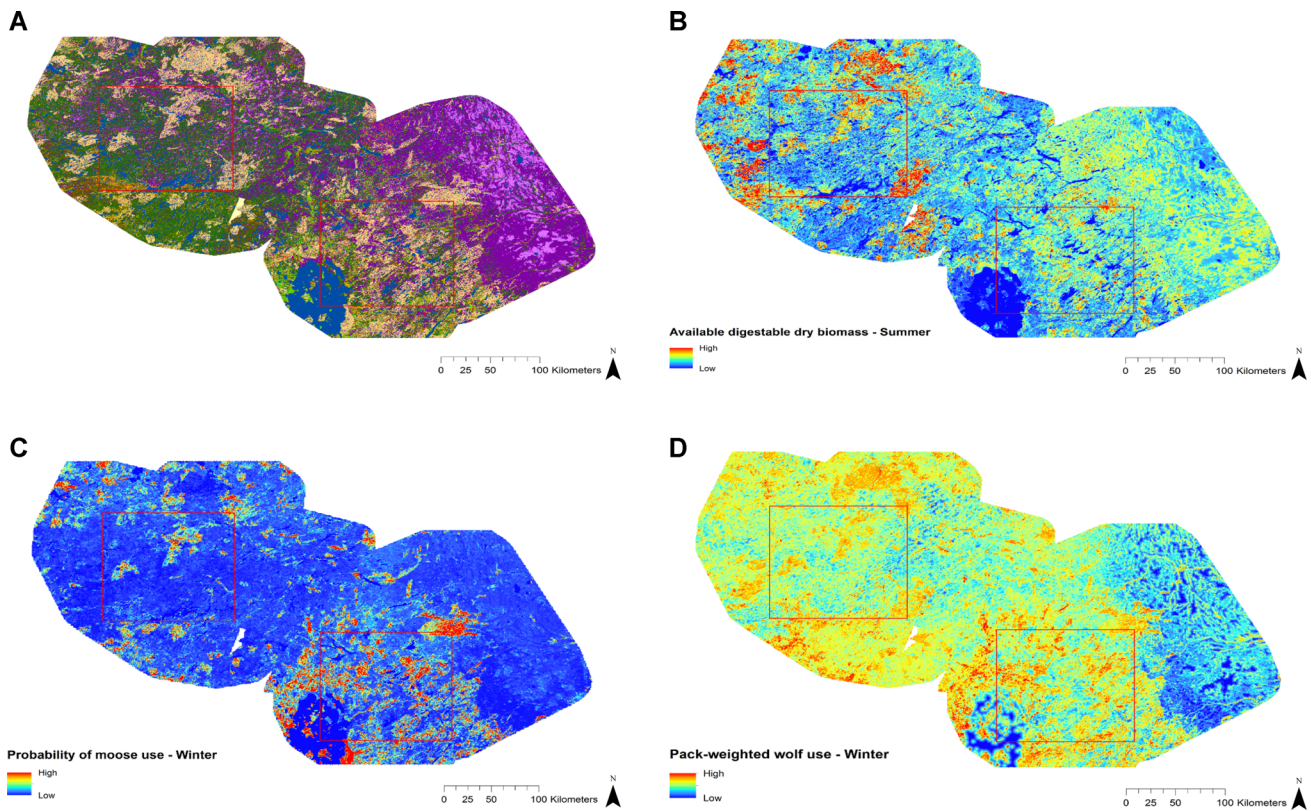 A
B
N
0 25 50 100 Kilometers
Available digestable dry biomass - Summer
High
Low
N
0 25 50 100 Kilometers
C
D
Probability of moose use - Winter
High
Low
N
0 25 50 100 Kilometers
Pack-weighted wolf use - Winter
High
Low
N
0 25 50 100 Kilometers